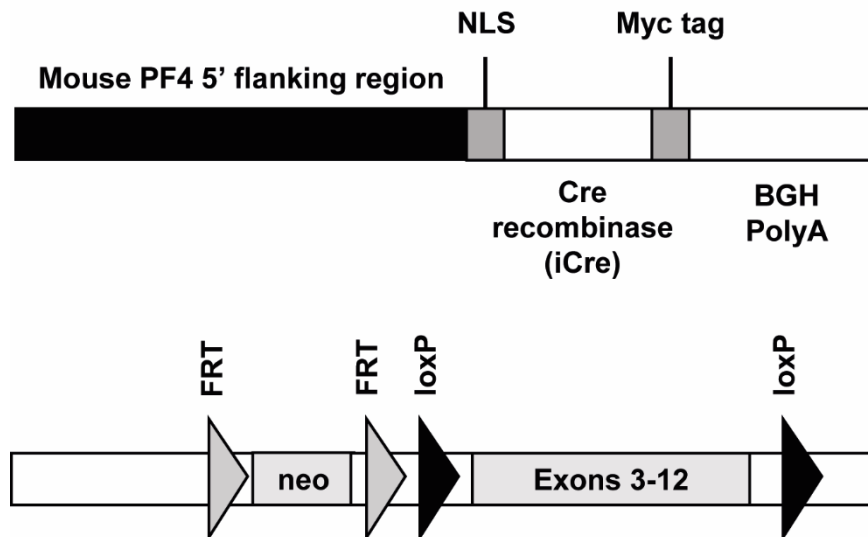 NLS
Myc tag
Mouse PF4 5’ flanking region
Cre
recombinase
(iCre)
BGH
PolyA
FRT
FRT
loxP
loxP
neo
Exons 3-12